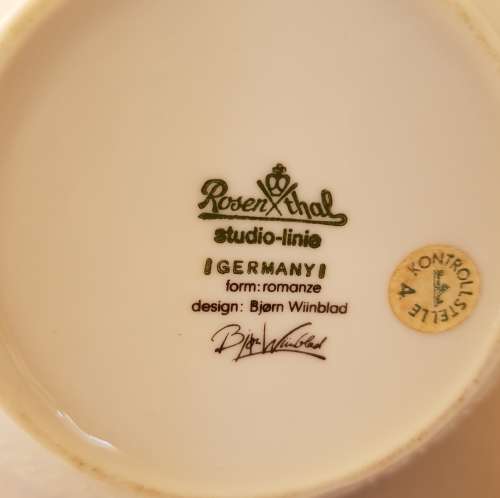 Rosenthal
studio-linie
GERMANY
form: romanze
design: Bjørn Wiinblad
Bjørn Wiinblad
KONTROLLSTELLE
4